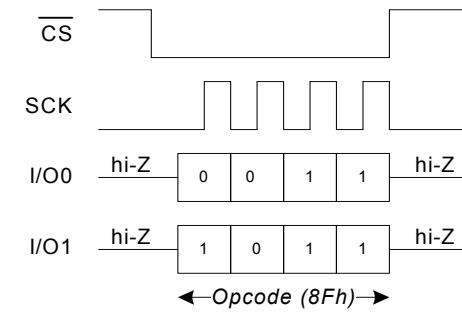 CS
SCK
I/O0 hi-Z 0 0 1 1 hi-Z
I/O1 hi-Z 1 0 1 1 hi-Z
Opcode (8Fh)